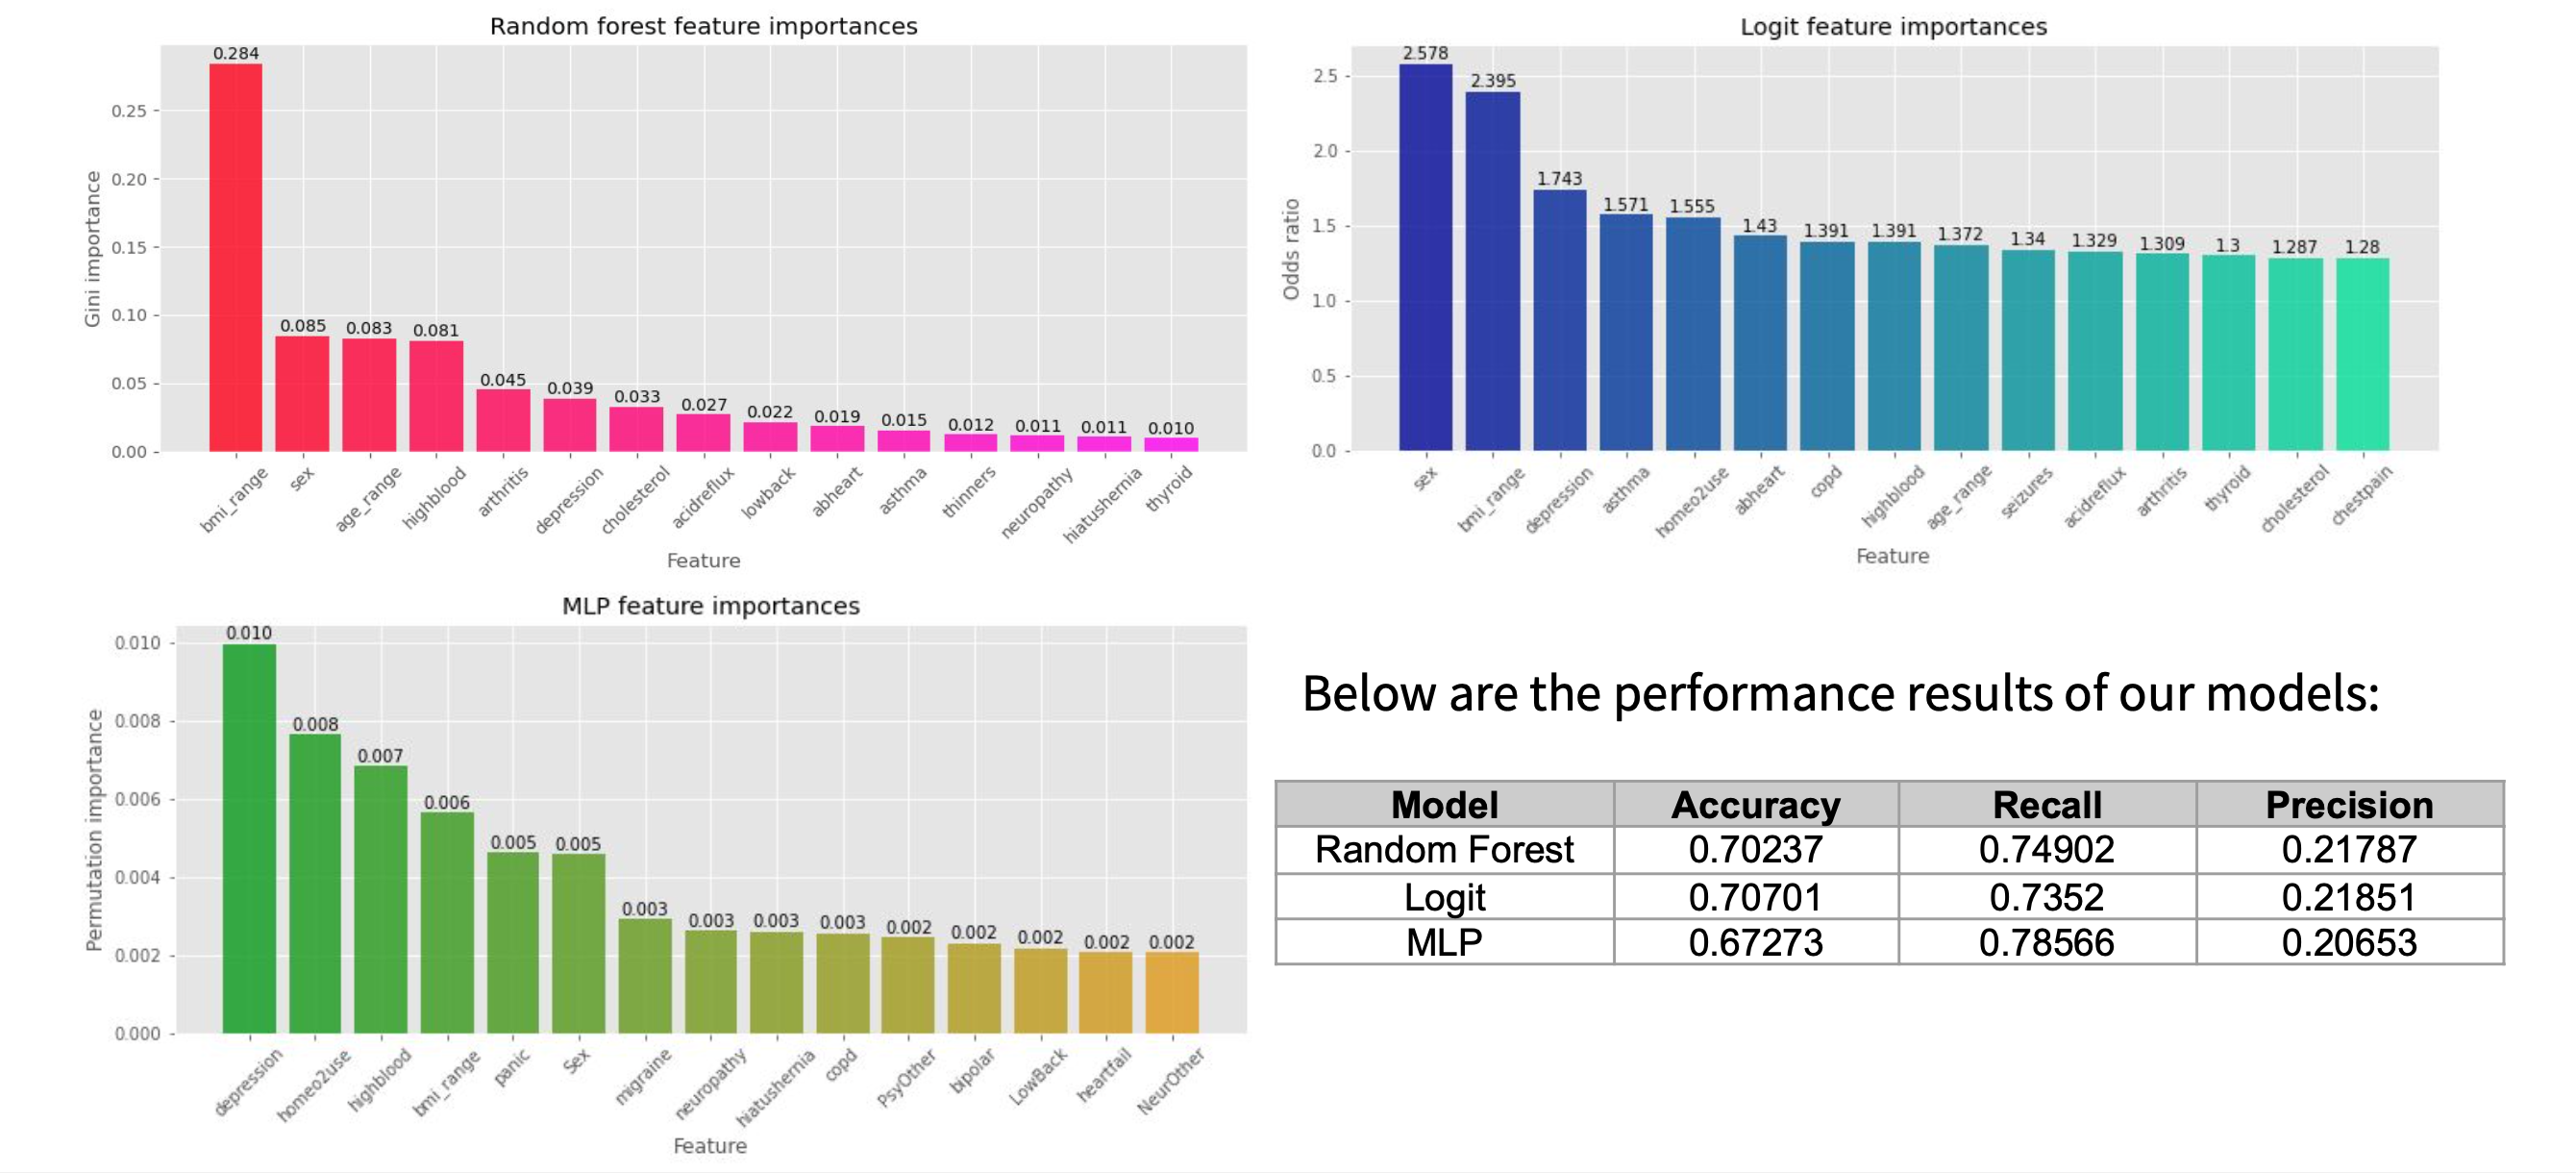 Random forest feature importances
Gini importance
0.25
0.20
0.15
0.10
0.05
0.00
0.284
0.085
0.083
0.081
0.045
0.039
0.033
0.027
0.022
0.019
0.015
0.012
0.011
0.011
0.010
bmi_range
sex
age_range
highblood
arthritis
depression
cholesterol
acidreflux
lowback
abheart
asthma
thinners
neuropathy
hiatushernia
thyroid
Feature
Logit feature importances
Odds ratio
2.5
2.0
1.5
1.0
0.5
0.0
2.578
2.395
1.743
1.571
1.555
1.43
1.391
1.391
1.372
1.34
1.329
1.309
1.3
1.287
1.28
sex
bmi_range
depression
asthma
homeo2use
abheart
copd
highblood
age_range
seizures
acidreflux
arthritis
thyroid
cholesterol
chestpain
Feature
MLP feature importances
Permutation importance
0.010
0.008
0.006
0.004
0.002
0.000
0.010
0.008
0.007
0.006
0.005
0.005
0.003
0.003
0.003
0.003
0.002
0.002
0.002
0.002
0.002
depression
homeo2use
highblood
bmi_range
panic
Sex
migraine
neuropathy
hiatushernia
copd
PsyOther
bipolar
LowBack
heartfail
NeurOther
Feature
Below are the performance results of our models:
Model Accuracy Recall Precision
Random Forest 0.70237 0.74902 0.21787
Logit 0.70701 0.7352 0.21851
MLP 0.67273 0.78566 0.20653